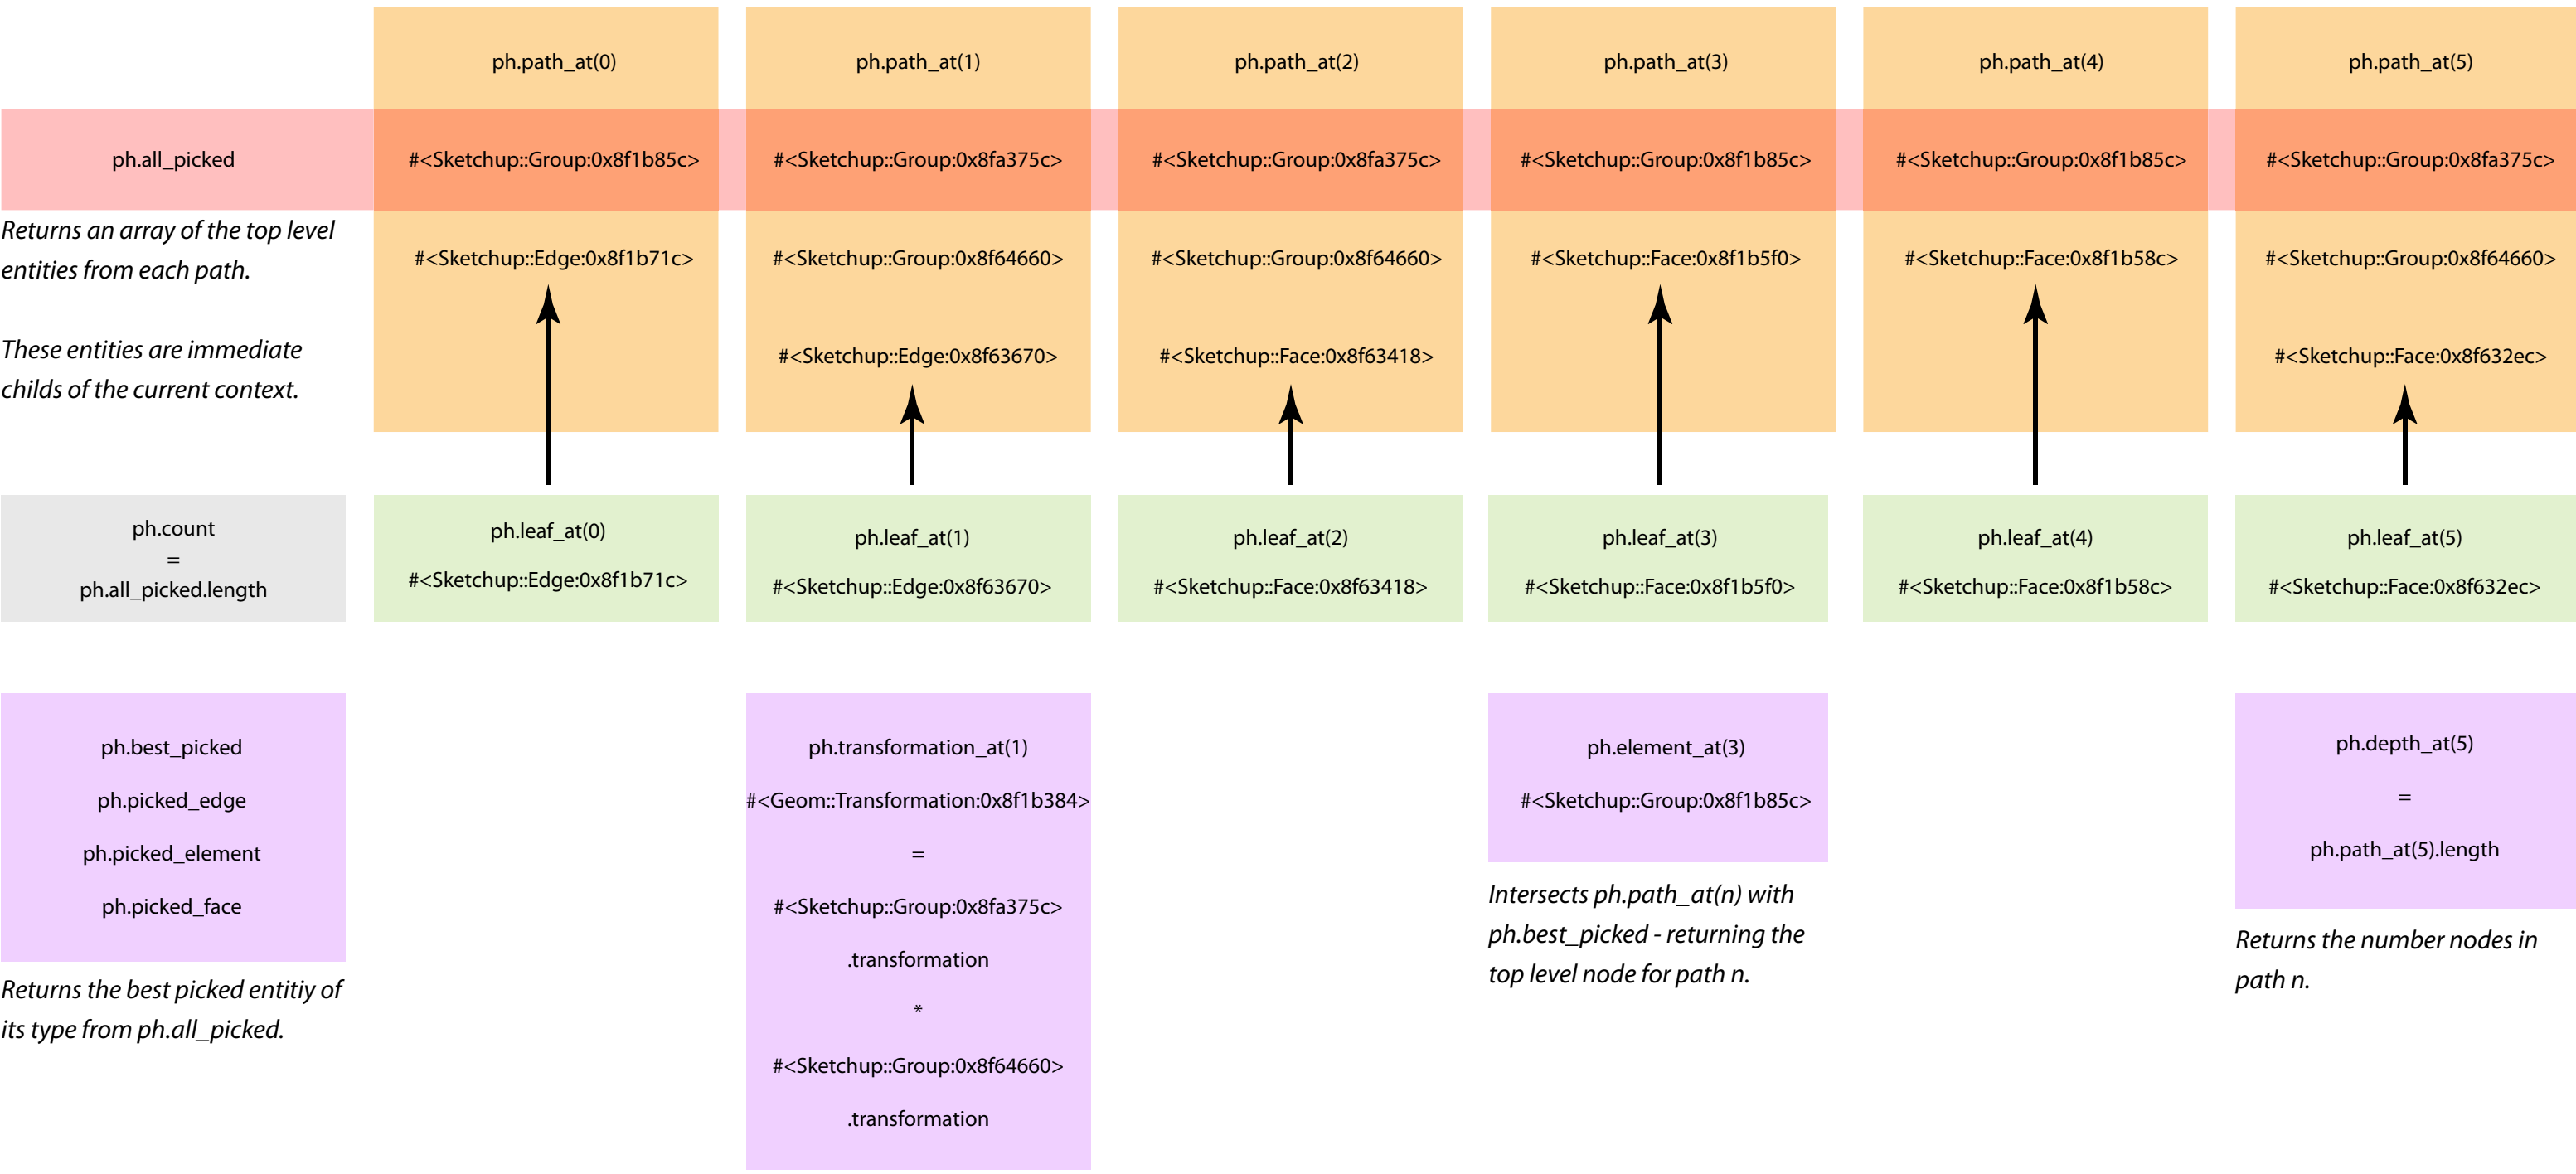 ph.path_at(0)
ph.path_at(1)
ph.path_at(2)
ph.path_at(3)
ph.path_at(4)
ph.path_at(5)
ph.all_picked
#<Sketchup::Group:0x8f1b85c>
#<Sketchup::Group:0x8fa375c>
#<Sketchup::Group:0x8fa375c>
#<Sketchup::Group:0x8f1b85c>
#<Sketchup::Group:0x8f1b85c>
#<Sketchup::Group:0x8fa375c>
Returns an array of the top level
entities from each path.
These entities are immediate
childs of the current context.
#<Sketchup::Edge:0x8f1b71c>
#<Sketchup::Group:0x8f64660>
#<Sketchup::Group:0x8f64660>
#<Sketchup::Face:0x8f1b5f0>
#<Sketchup::Face:0x8f1b58c>
#<Sketchup::Group:0x8f64660>
#<Sketchup::Edge:0x8f63670>
#<Sketchup::Face:0x8f63418>
#<Sketchup::Face:0x8f632ec>
ph.count
=
ph.all_picked.length
ph.leaf_at(0)
#<Sketchup::Edge:0x8f1b71c>
ph.leaf_at(1)
#<Sketchup::Edge:0x8f63670>
ph.leaf_at(2)
#<Sketchup::Face:0x8f63418>
ph.leaf_at(3)
#<Sketchup::Face:0x8f1b5f0>
ph.leaf_at(4)
#<Sketchup::Face:0x8f1b58c>
ph.leaf_at(5)
#<Sketchup::Face:0x8f632ec>
ph.best_picked
ph.picked_edge
ph.picked_element
ph.picked_face
Returns the best picked entitiy of
its type from ph.all_picked.
ph.transformation_at(1)
#<Geom::Transformation:0x8f1b384>
=
#<Sketchup::Group:0x8fa375c>
.transformation
*
#<Sketchup::Group:0x8f64660>
.transformation
ph.element_at(3)
#<Sketchup::Group:0x8f1b85c>
Intersects ph.path_at(n) with
ph.best_picked - returning the
top level node for path n.
ph.depth_at(5)
=
ph.path_at(5).length
Returns the number nodes in
path n.